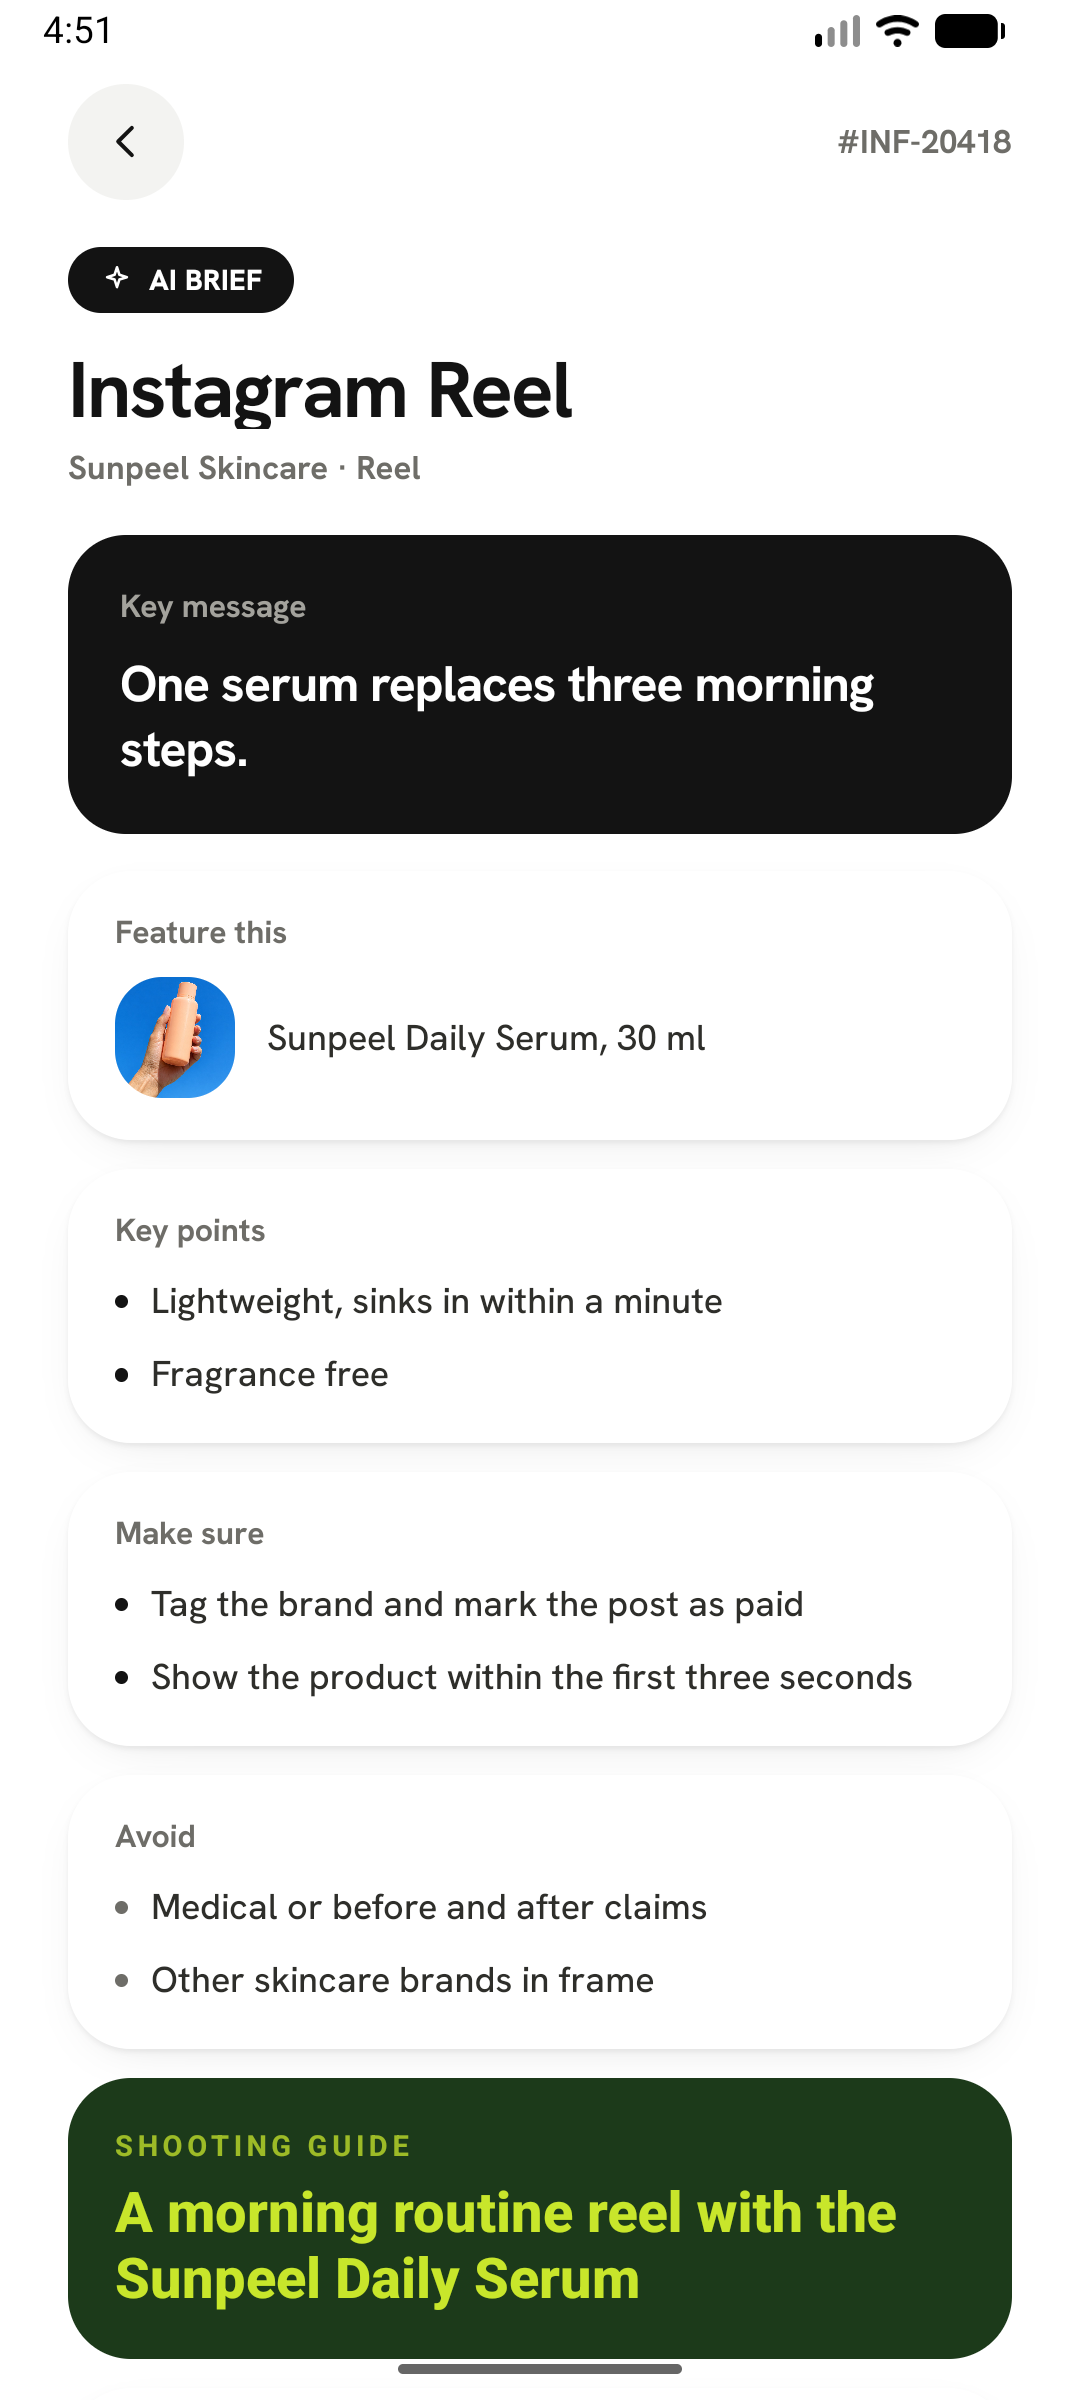 4:51
#INF-20418
AI BRIEF
Instagram Reel
Sunpeel Skincare · Reel
Key message
One serum replaces three morning
steps.
Feature this
Sunpeel Daily Serum, 30 ml
Key points
• Lightweight, sinks in within a minute
• Fragrance free
Make sure
• Tag the brand and mark the post as paid
• Show the product within the first three seconds
Avoid
• Medical or before and after claims
• Other skincare brands in frame
SHOOTING GUIDE
A morning routine reel with the
Sunpeel Daily Serum